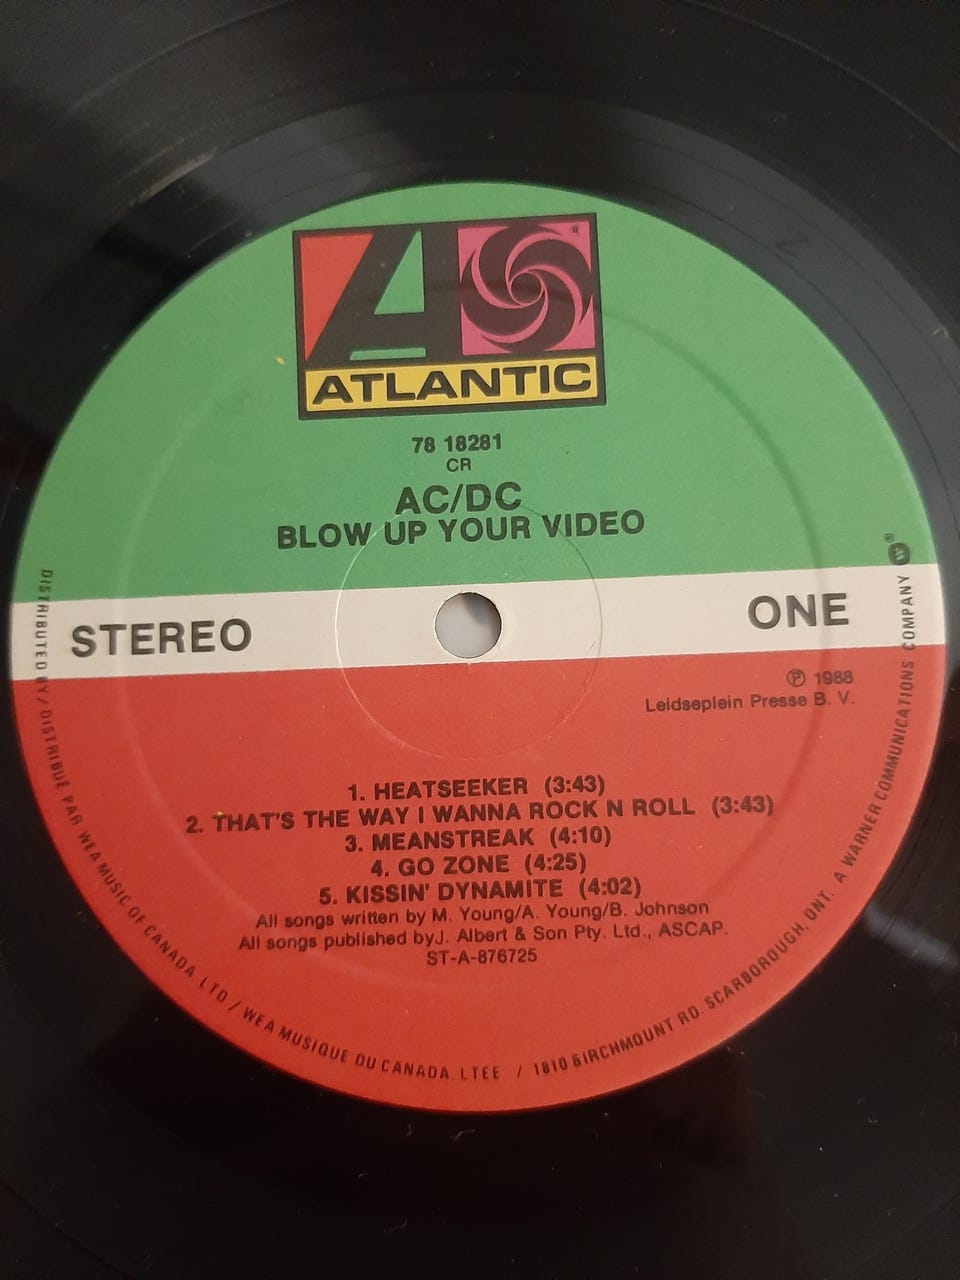 ATLANTIC
78 18281
CR
AC/DC
BLOW UP YOUR VIDEO
STEREO
ONE
℗ 1988
Leidseplein Presse B. V.
1. HEATSEEKER (3:43)
2. THAT'S THE WAY I WANNA ROCK N ROLL (3:43)
3. MEANSTREAK (4:10)
4. GO ZONE (4:25)
5. KISSIN' DYNAMITE (4:02)
All songs written by M. Young/A. Young/B. Johnson
All songs published byJ. Albert & Son Pty. Ltd., ASCAP.
ST-A-876725
DISTRIBUTED BY / DISTRIBUÉ PAR WEA MUSIC OF CANADA, LTD / WEA MUSIQUE DU CANADA, LTEE / 1810 BIRCHMOUNT RD. SCARBOROUGH, ONT. A WARNER COMMUNICATIONS COMPANY ®